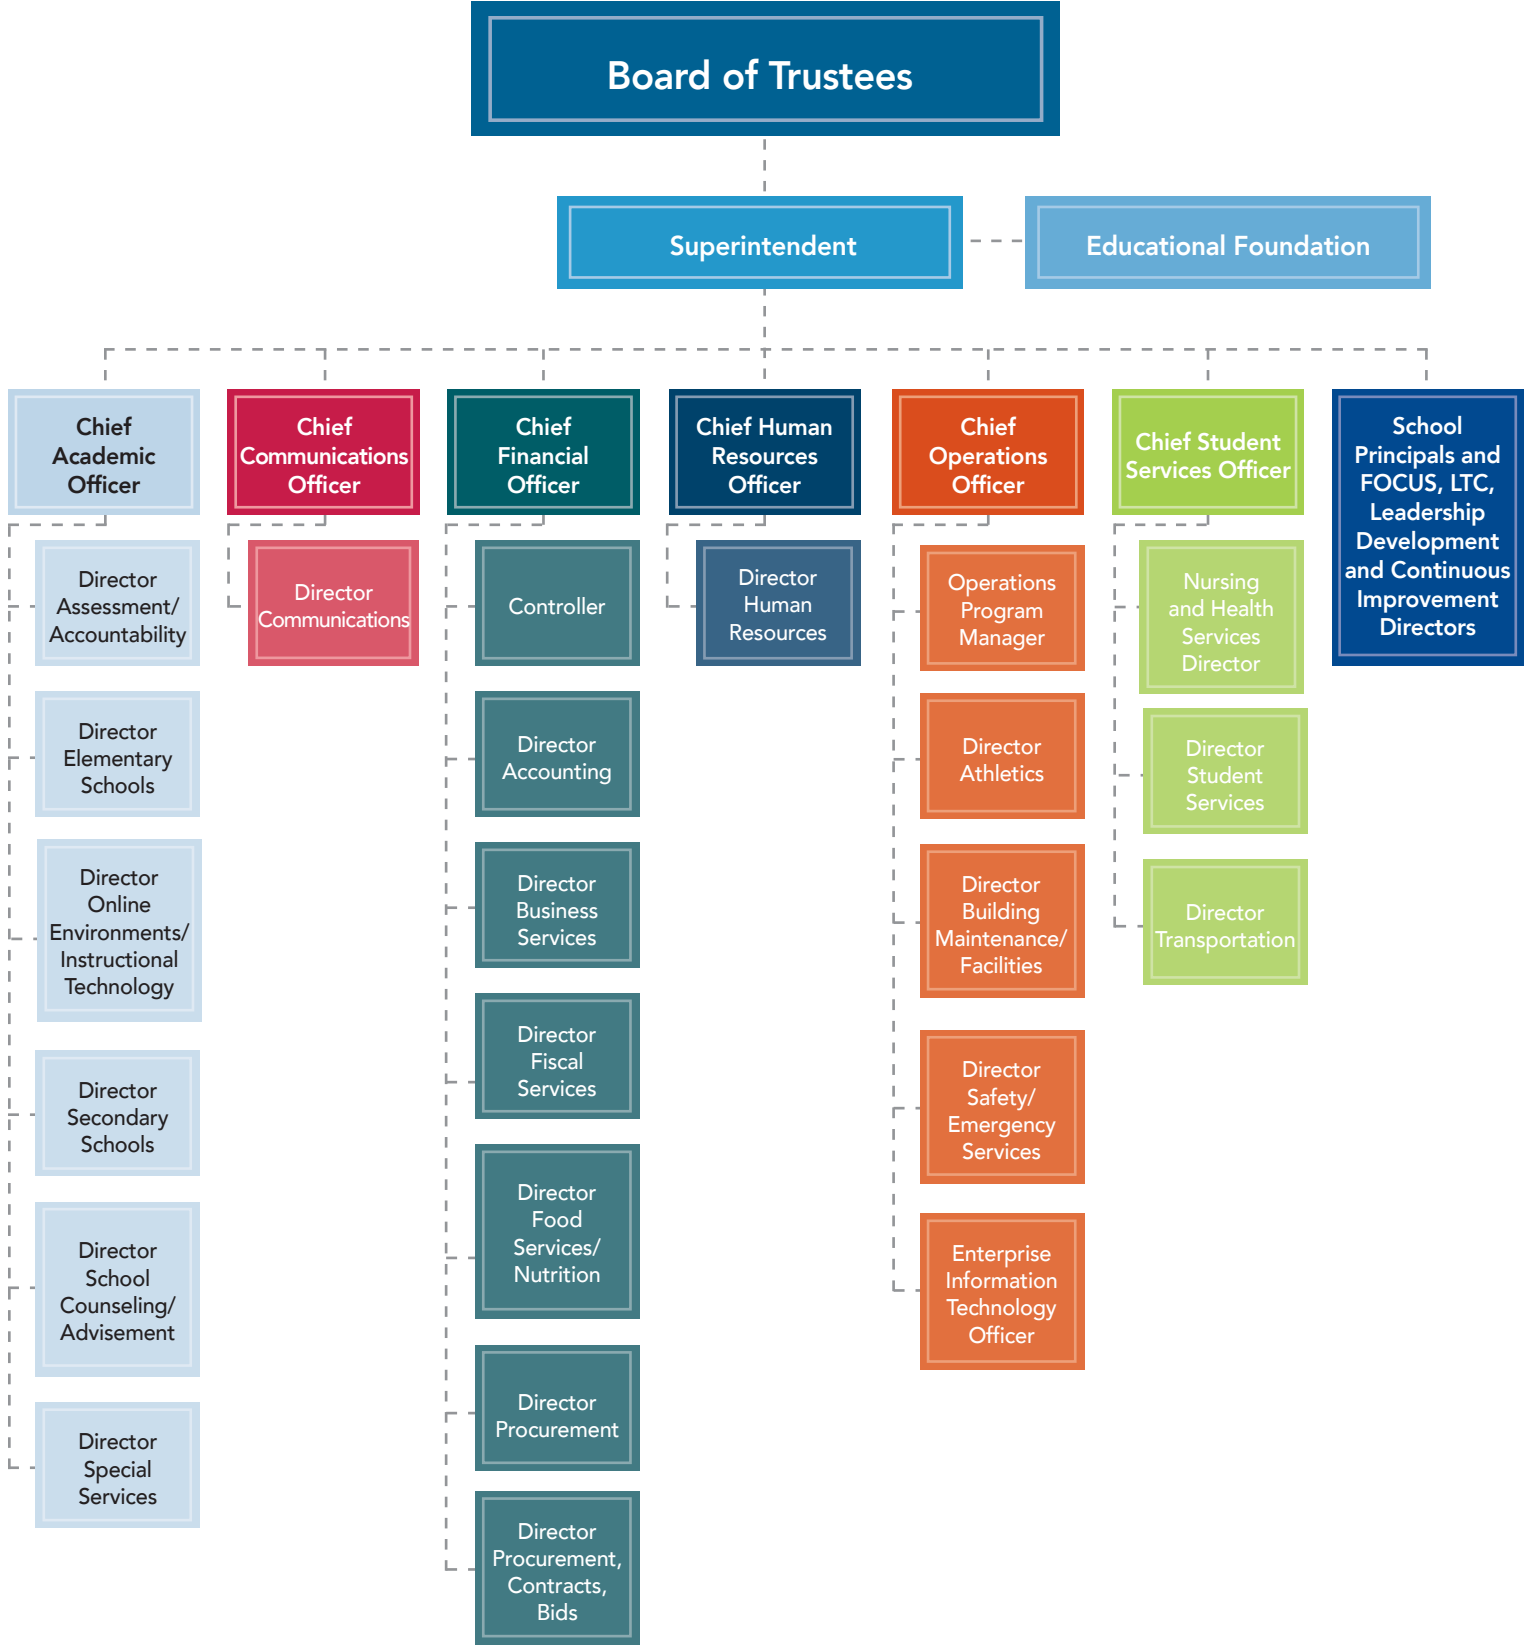 Board of Trustees
Superintendent
Educational Foundation
Chief
Academic
Officer
Director
Assessment/
Accountability
Director
Elementary
Schools
Director
Online
Environments/
Instructional
Technology
Director
Secondary
Schools
Director
School
Counseling/
Advisement
Director
Special
Services
Chief
Communications
Officer
Director
Communications
Chief
Financial
Officer
Controller
Director
Accounting
Director
Business
Services
Director
Fiscal
Services
Director
Food
Services/
Nutrition
Director
Procurement
Director
Procurement,
Contracts,
Bids
Chief Human
Resources
Officer
Director
Human
Resources
Chief
Operations
Officer
Operations
Program
Manager
Director
Athletics
Director
Building
Maintenance/
Facilities
Director
Safety/
Emergency
Services
Enterprise
Information
Technology
Officer
Chief Student
Services Officer
Nursing
and Health
Services
Director
Director
Student
Services
Director
Transportation
School
Principals and
FOCUS, LTC,
Leadership
Development
and Continuous
Improvement
Directors